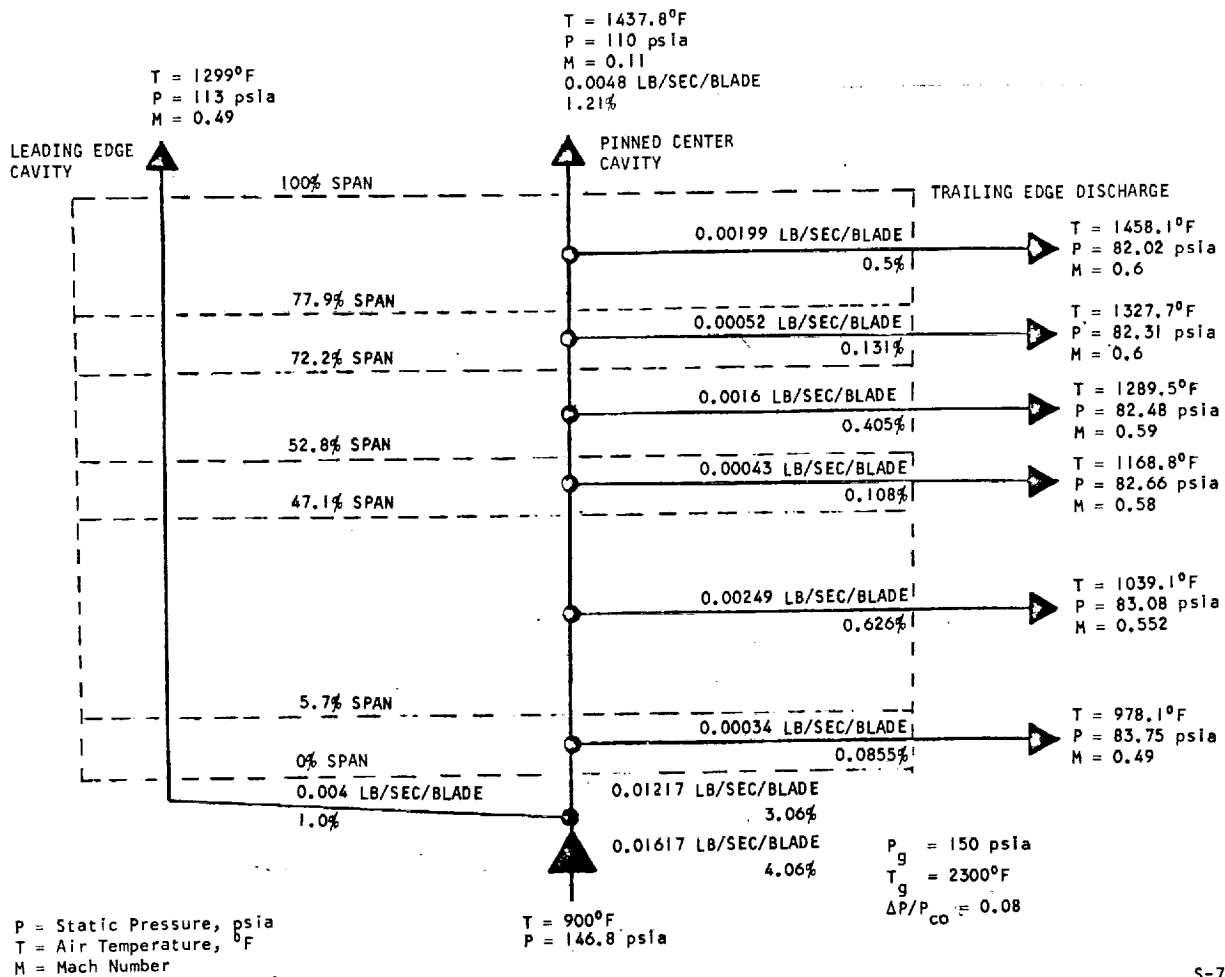 T = 1437.8°F
P = 110 psia
M = 0.11
0.0048 LB/SEC/BLADE
1.21%
T = 1299°F
P = 113 psia
M = 0.49
LEADING EDGE
CAVITY
PINNED CENTER
CAVITY
100% SPAN
TRAILING EDGE DISCHARGE
0.00199 LB/SEC/BLADE
0.5%
T = 1458.1°F
P = 82.02 psia
M = 0.6
77.9% SPAN
0.00052 LB/SEC/BLADE
0.131%
T = 1327.7°F
P = 82.31 psia
M = 0.6
72.2% SPAN
0.0016 LB/SEC/BLADE
0.405%
T = 1289.5°F
P = 82.48 psia
M = 0.59
52.8% SPAN
0.00043 LB/SEC/BLADE
0.108%
T = 1168.8°F
P = 82.66 psia
M = 0.58
47.1% SPAN
0.00249 LB/SEC/BLADE
0.626%
T = 1039.1°F
P = 83.08 psia
M = 0.552
5.7% SPAN
0.00034 LB/SEC/BLADE
0.0855%
T = 978.1°F
P = 83.75 psia
M = 0.49
0% SPAN
0.004 LB/SEC/BLADE
1.0%
0.01217 LB/SEC/BLADE
3.06%
0.01617 LB/SEC/BLADE
4.06%
Pg = 150 psia
Tg = 2300°F
ΔP/Pco = 0.08
T = 900°F
P = 146.8 psia
P = Static Pressure, psia
T = Air Temperature, °F
M = Mach Number
S-7